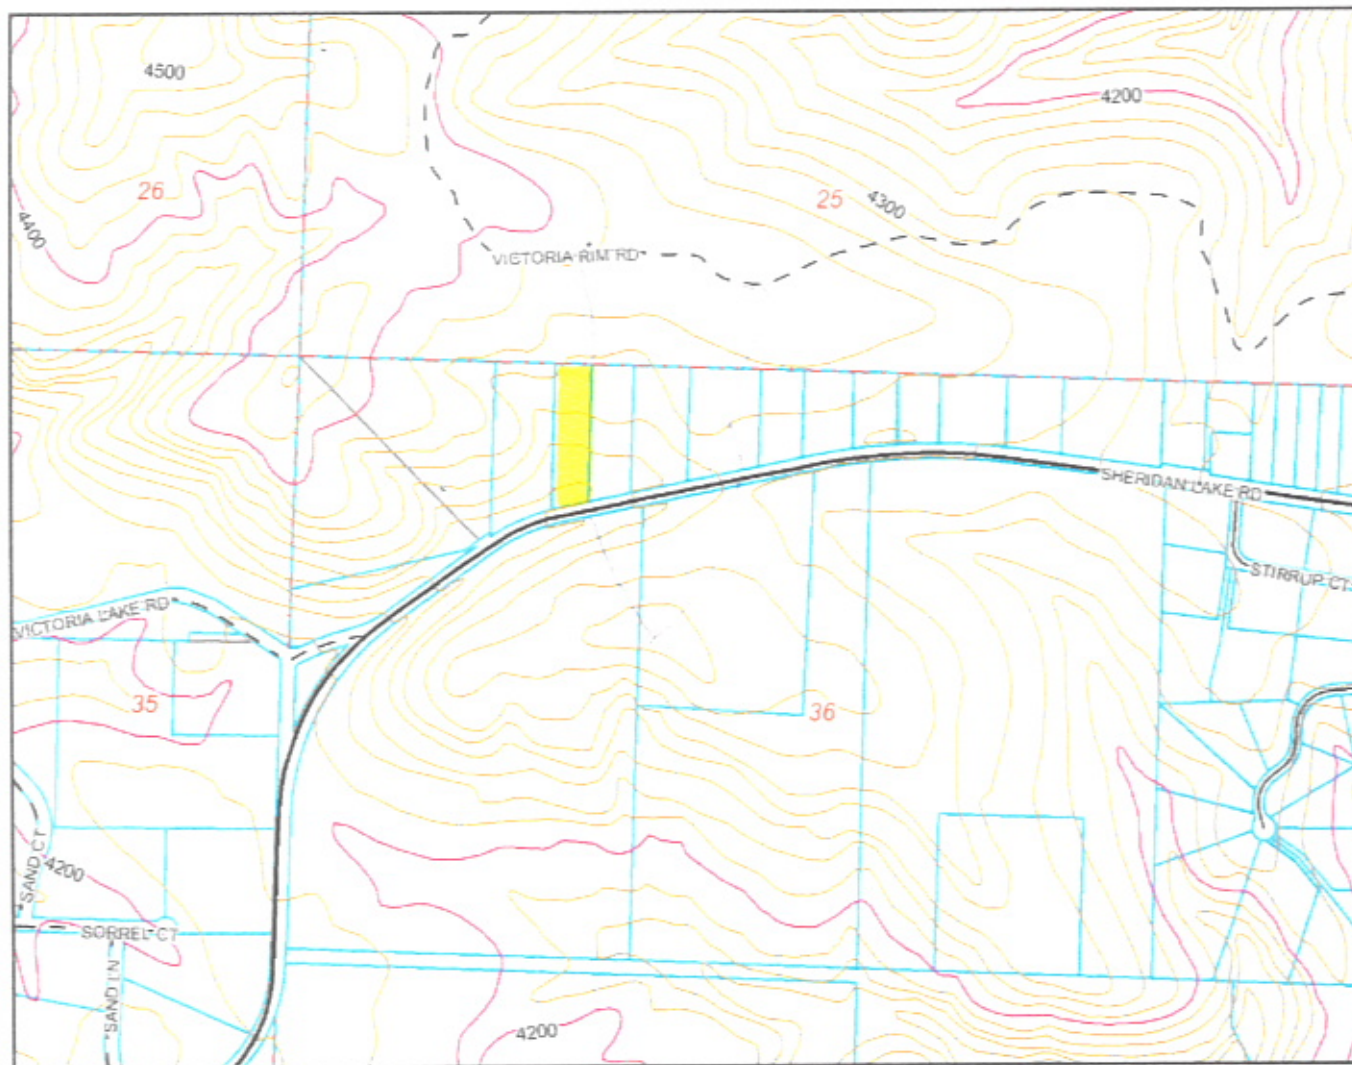 4500
4200
26
25
4300
4400
VICTORIA RIM RD
SHERIDAN LAKE RD
STIRRUP CT
VICTORIA LAKE RD
35
36
SAND CT
4200
SORREL CT
SAND LN
4200